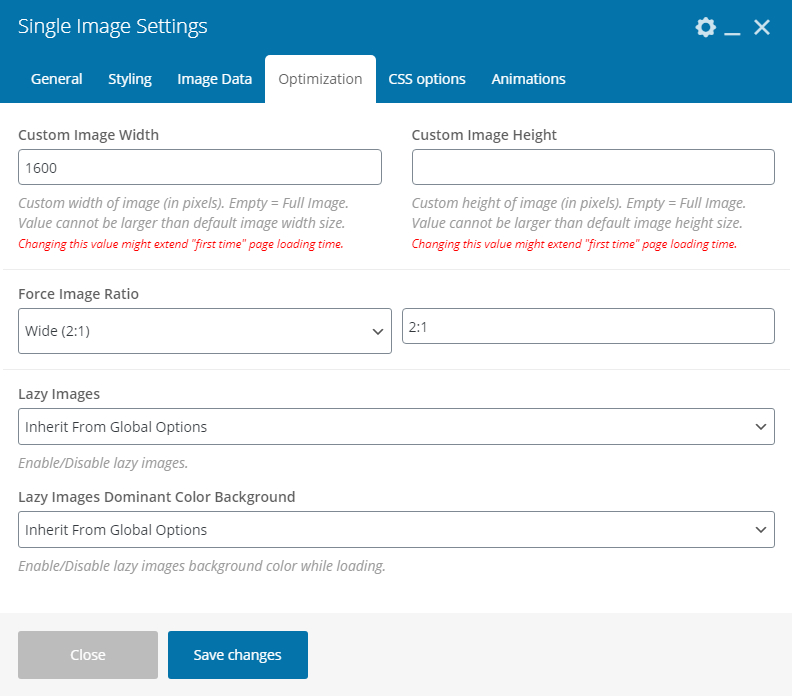 Single Image Settings
General Styling Image Data Optimization CSS options Animations
Custom Image Width
1600
Custom width of image (in pixels). Empty = Full Image.
Value cannot be larger than default image width size.
Changing this value might extend "first time" page loading time.
Custom Image Height
Custom height of image (in pixels). Empty = Full Image.
Value cannot be larger than default image height size.
Changing this value might extend "first time" page loading time.
Force Image Ratio
Wide (2:1)
2:1
Lazy Images
Inherit From Global Options
Enable/Disable lazy images.
Lazy Images Dominant Color Background
Inherit From Global Options
Enable/Disable lazy images background color while loading.
Close
Save changes